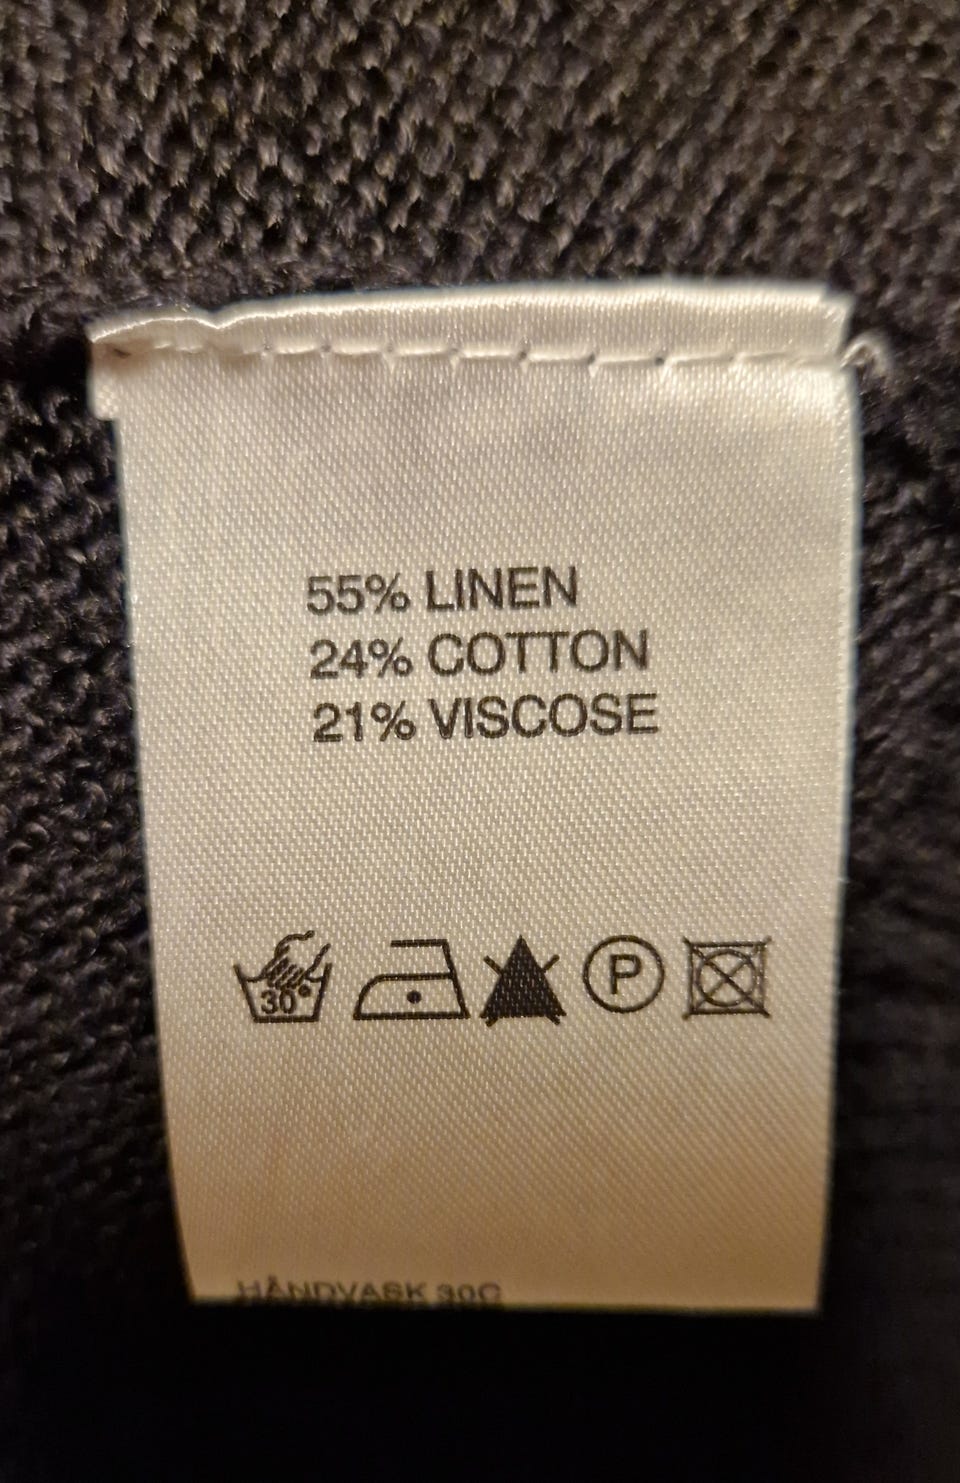 55% LINEN
24% COTTON
21% VISCOSE
30°
P
HÅNDVASK 30C